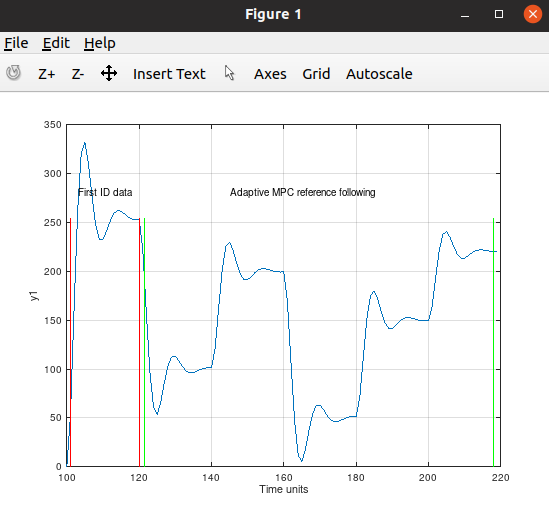 Figure 1
File Edit Help
Z+ Z- Insert Text Axes Grid Autoscale
350
300
First ID data Adaptive MPC reference following
250
200
y1
150
100
50
0
100 120 140 160 180 200 220
Time units